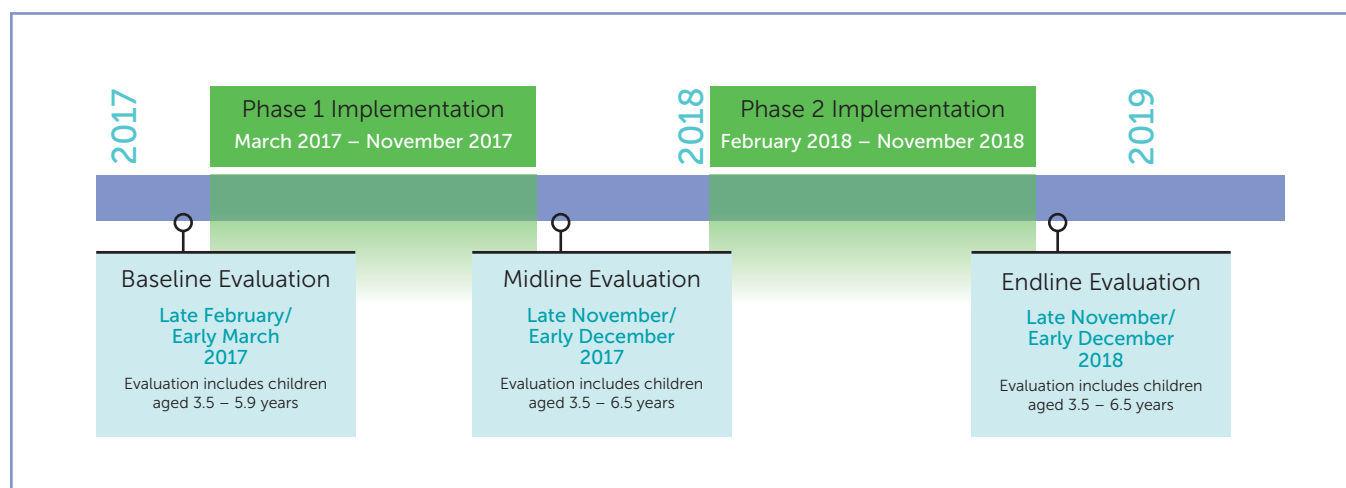 2017
Phase 1 Implementation
March 2017 – November 2017
2018
Phase 2 Implementation
February 2018 – November 2018
2019
Baseline Evaluation
Late February/
Early March
2017
Evaluation includes children
aged 3.5 – 5.9 years
Midline Evaluation
Late November/
Early December
2017
Evaluation includes children
aged 3.5 – 6.5 years
Endline Evaluation
Late November/
Early December
2018
Evaluation includes children
aged 3.5 – 6.5 years